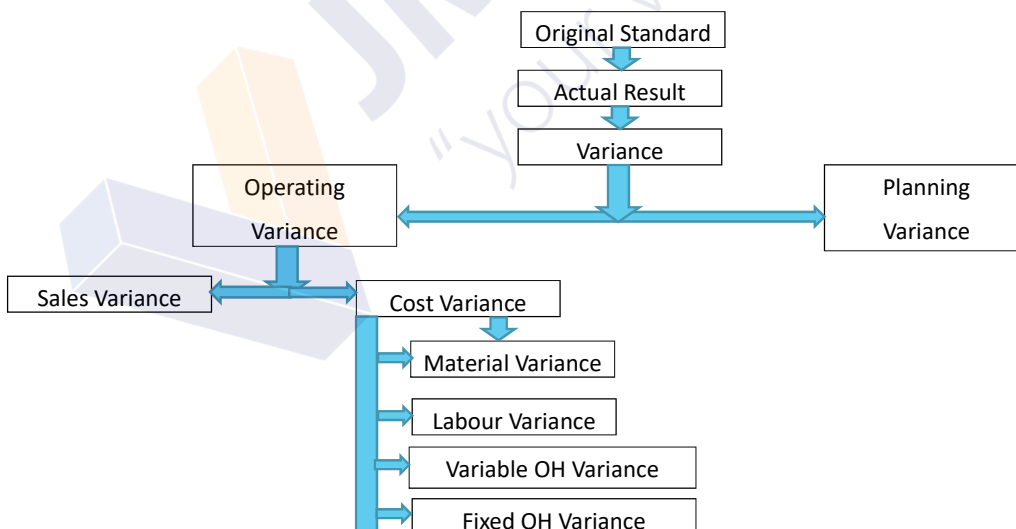 Original Standard
Actual Result
Variance
Operating
Variance
Planning
Variance
Sales Variance
Cost Variance
Material Variance
Labour Variance
Variable OH Variance
Fixed OH Variance
"your